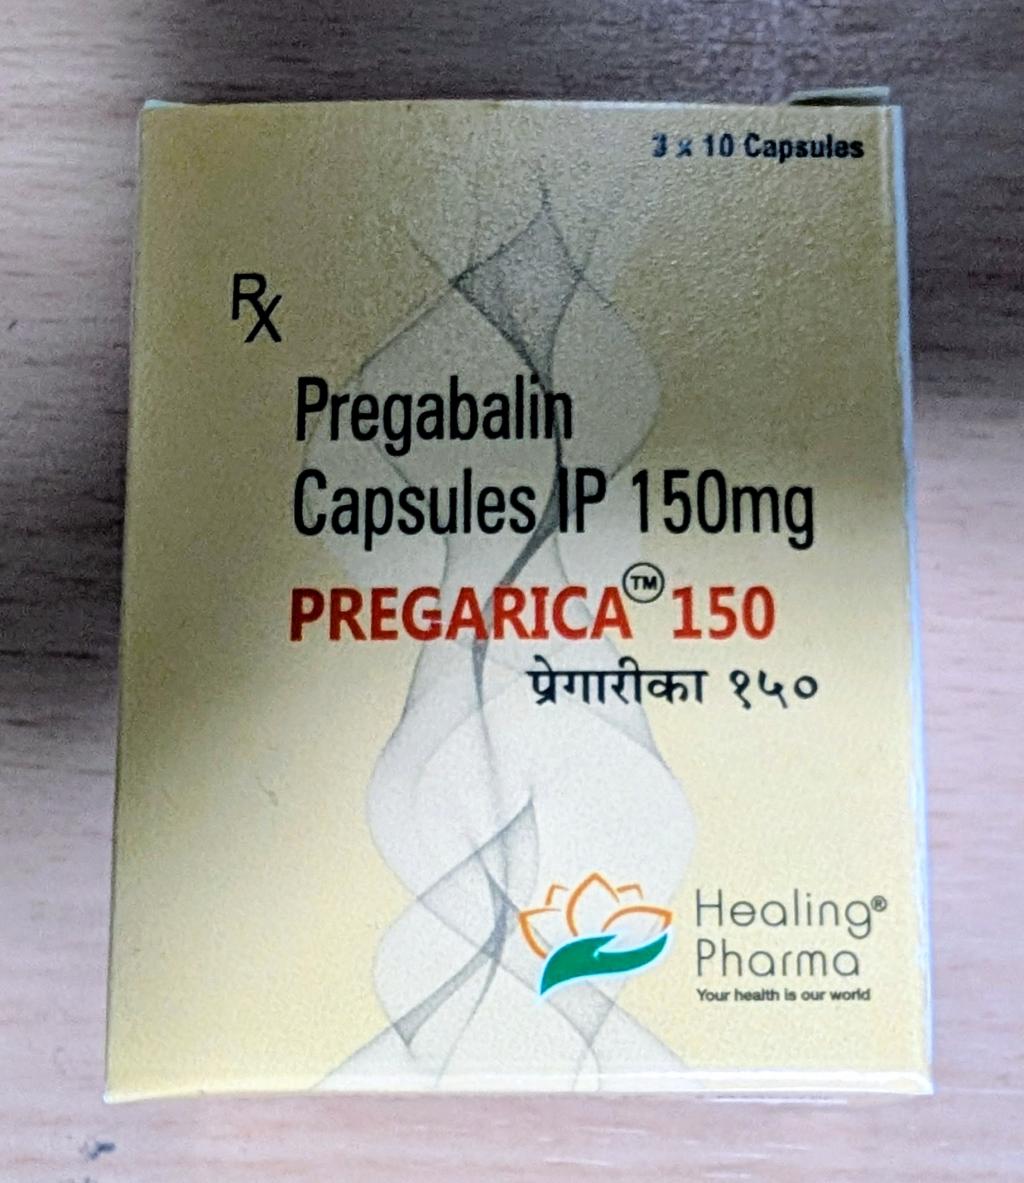 3 x 10 Capsules
Rx
Pregabalin
Capsules IP 150mg
PREGARICA™ 150
प्रेगारीका १५०
Healing®
Pharma
Your health is our world